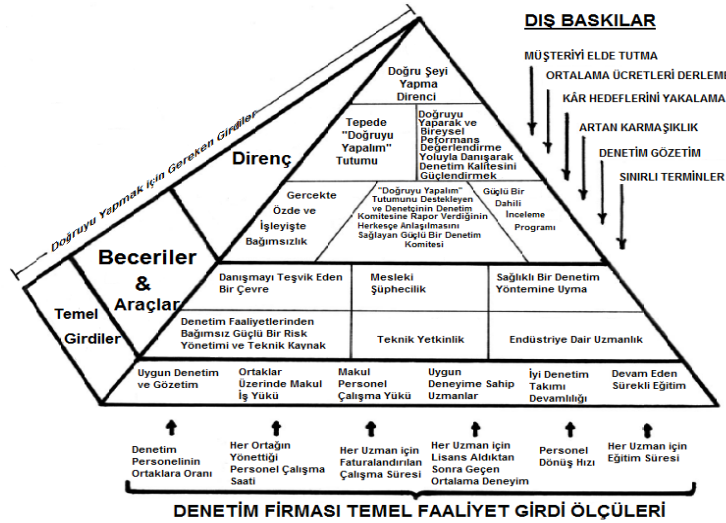 DIŞ BASKILAR
MÜŞTERİYİ ELDE TUTMA
ORTALAMA ÜCRETLERİ DERLEME
KÂR HEDEFLERİNİ YAKALAMA
ARTAN KARMAŞIKLIK
DENETİM GÖZETİM
SINIRLI TERMİNLER
Doğruyu Yapmak için Gereken Girdiler
Direnç
Beceriler
&
Araçlar
Temel
Girdiler
Doğru Şeyi
Yapma
Direnci
Tepede
"Doğruyu
Yapalım"
Tutumu
Doğruyu
Yaparak ve
Bireysel
Peformans
Değerlendirme
Yoluyla Danışarak
Denetim Kalitesini
Güçlendirmek
Gercekte
Özde ve
İşleyişte
Bağımsızlık
"Doğruyu Yapalım"
Tutumunu Destekleyen
ve Denetçinin Denetim
Komitesine Rapor Verdiğinin
Herkesçe Anlaşılmasını
Sağlayan Güçlü Bir Denetim
Komitesi
Güçlü Bir
Dahili
İnceleme
Programı
Danışmayı Teşvik Eden
Bir Çevre
Mesleki
Şüphecilik
Sağlıklı Bir Denetim
Yöntemine Uyma
Denetim Faaliyetlerinden
Bağımsız Güçlü Bir Risk
Yönetimi ve Teknik Kaynak
Teknik Yetkinlik
Endüstriye Dair Uzmanlık
Uygun Denetim
ve Gözetim
Ortaklar
Üzerinde Makul
İş Yükü
Makul
Personel
Çalışma Yükü
Uygun
Deneyime Sahip
Uzmanlar
İyi Denetim
Takımı
Devamlılığı
Devam Eden
Sürekli Eğitim
Denetim
Personelinin
Ortaklara Oranı
Her Ortağın
Yönettiği
Personel Çalışma
Saati
Her Uzman için
Faturalandırılan
Çalışma Süresi
Her Uzman için
Lisans Aldıktan
Sonra Geçen
Ortalama Deneyim
Personel
Dönüş Hızı
Her Uzman için
Eğitim Süresi
DENETİM FİRMASI TEMEL FAALİYET GİRDİ ÖLÇÜLERİ